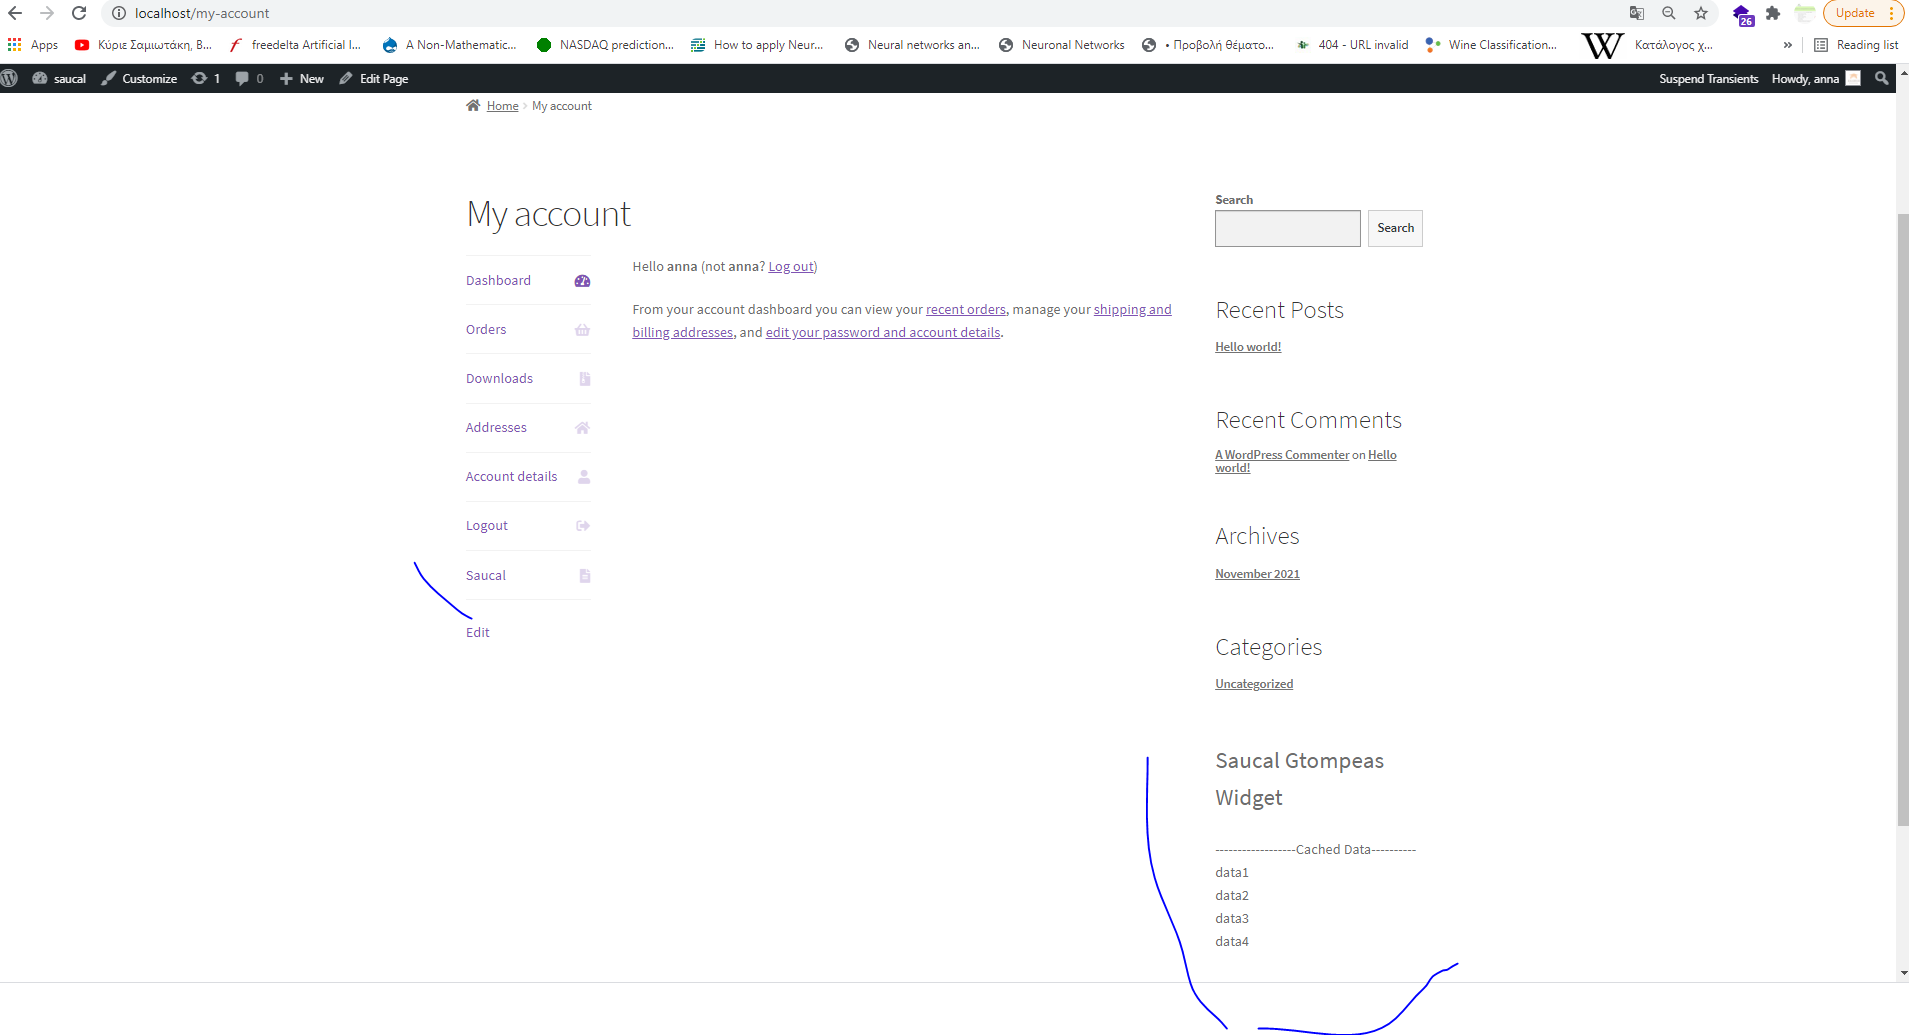 localhost/my-account
Update
26
Apps
Κύριε Σαμιωτάκη, Β...
freedelta Artificial I...
A Non-Mathematic...
NASDAQ prediction...
How to apply Neur...
Neural networks an...
Neuronal Networks
• Προβολή θέματο...
404 - URL invalid
Wine Classification...
W Κατάλογος χ...
»
Reading list
saucal
Customize
1
0
New
Edit Page
Suspend Transients
Howdy, anna
Home › My account
My account
Dashboard
Orders
Downloads
Addresses
Account details
Logout
Saucal
Edit
Hello anna (not anna? Log out)
From your account dashboard you can view your recent orders, manage your shipping and
billing addresses, and edit your password and account details.
Search
Search
Recent Posts
Hello world!
Recent Comments
A WordPress Commenter on Hello
world!
Archives
November 2021
Categories
Uncategorized
Saucal Gtompeas
Widget
------------------Cached Data----------
data1
data2
data3
data4